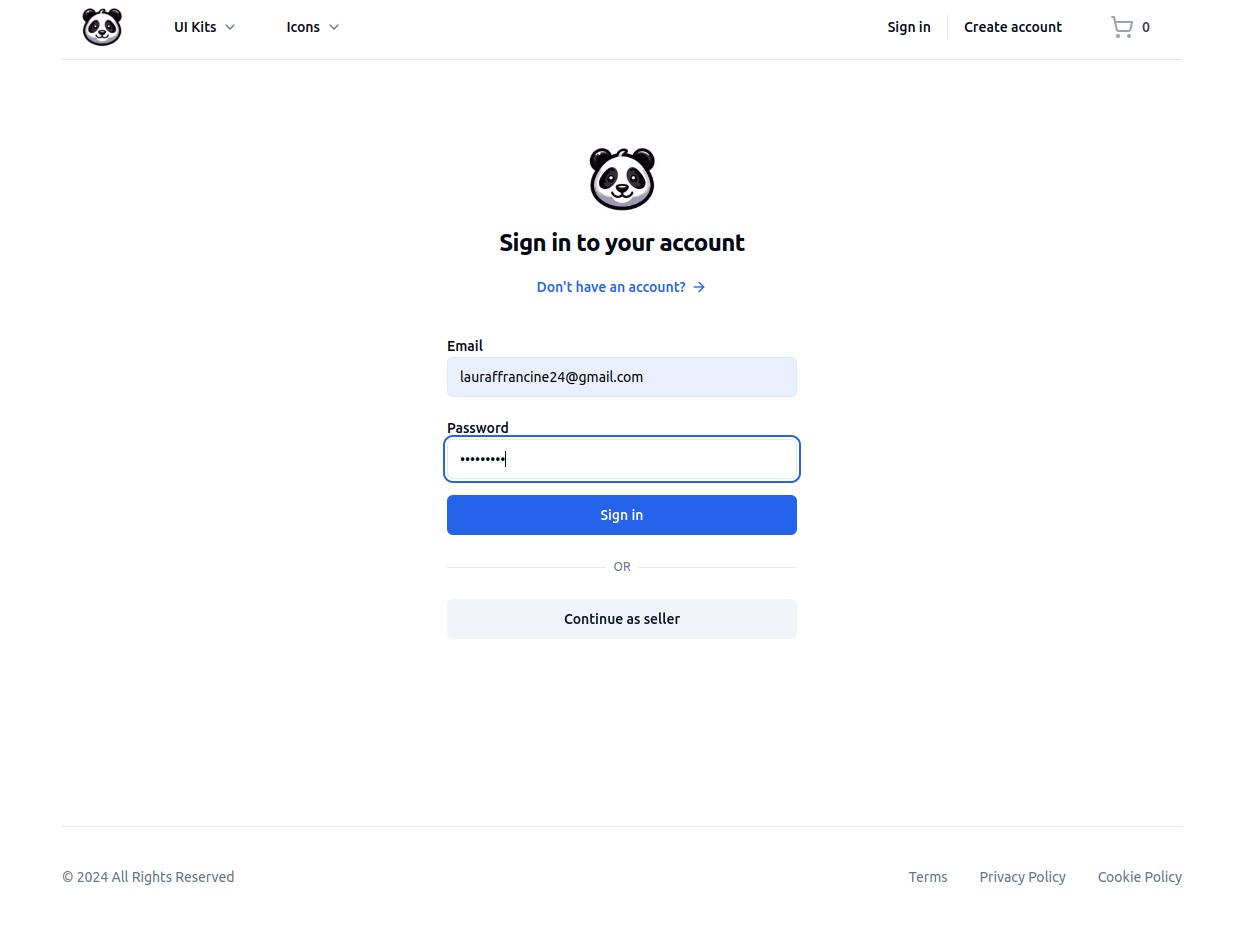 UI Kits
Icons
Sign in
Create account
0
Sign in to your account
Don't have an account? →
Email
lauraffrancine24@gmail.com
Password
•••••••••
Sign in
OR
Continue as seller
© 2024 All Rights Reserved
Terms
Privacy Policy
Cookie Policy